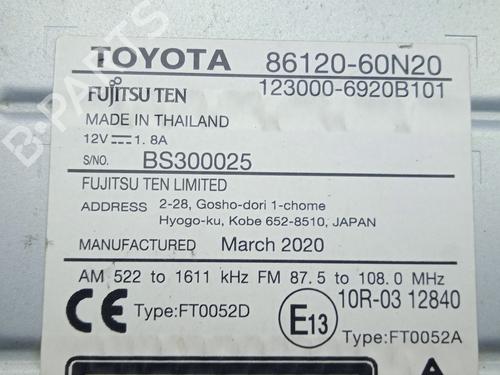 TOYOTA 86120-60N20
FUJITSU TEN 123000-6920B101
MADE IN THAILAND
12V 1. 8A
S/NO. BS300025
FUJITSU TEN LIMITED
ADDRESS 2-28, Gosho-dori 1-chome
Hyogo-ku, Kobe 652-8510, JAPAN
MANUFACTURED March 2020
AM 522 to 1611 kHz FM 87. 5 to 108. 0 MHz
CE Type:FT0052D E13 10R-03 12840
Type:FT0052A
B-PARTS